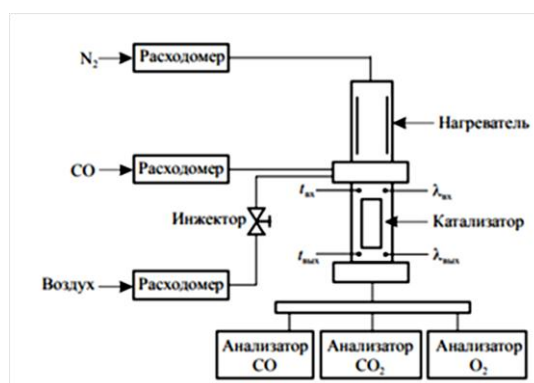 N₂ Расходомер
Нагреватель
CO Расходомер
tвх λвх
Инжектор
Катализатор
tвых λвых
Воздух Расходомер
Анализатор CO
Анализатор CO₂
Анализатор O₂